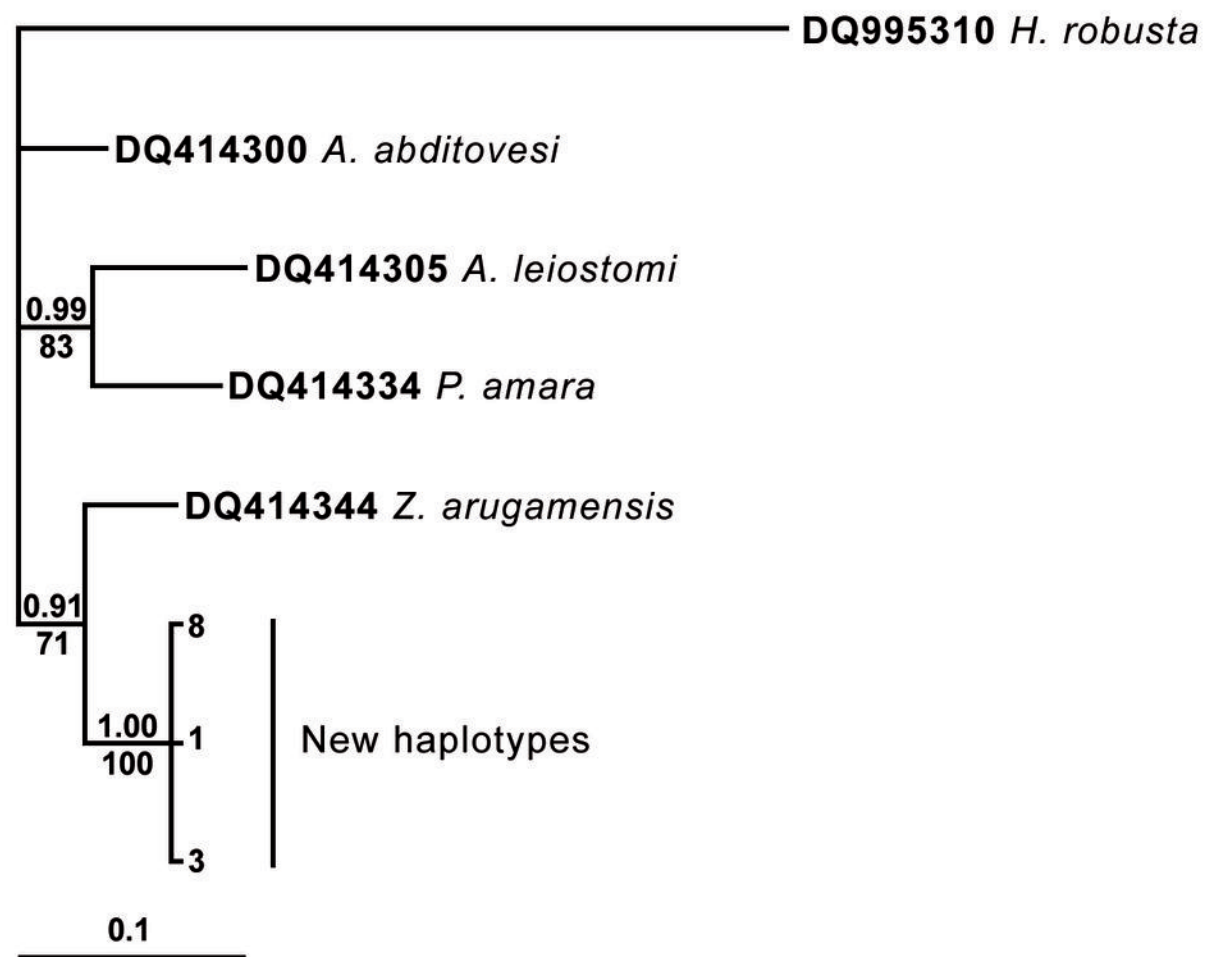 DQ995310 H. robusta
DQ414300 A. abditovesi
DQ414305 A. leiostomi
0.99
83
DQ414334 P. amara
DQ414344 Z. arugamensis
0.91
71
8
1.00
100
1
New haplotypes
3
0.1